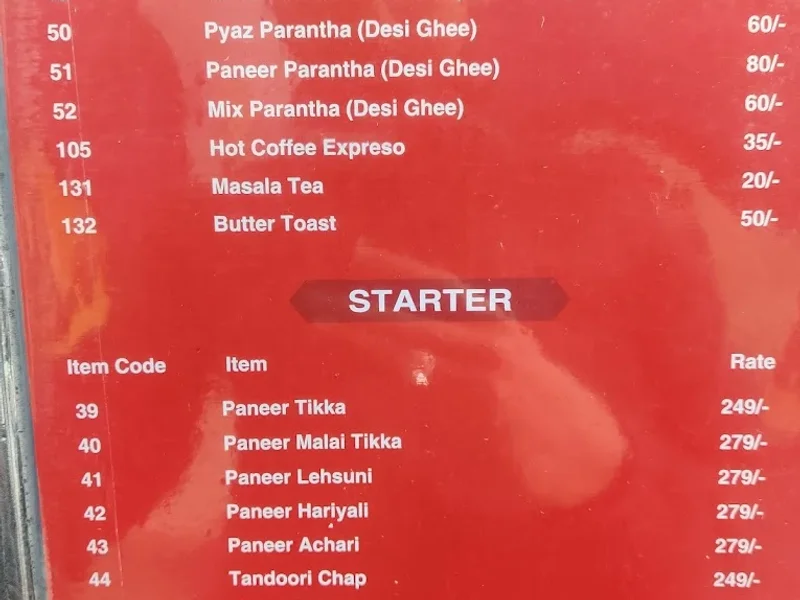 50 Pyaz Parantha (Desi Ghee) 60/-
51 Paneer Parantha (Desi Ghee) 80/-
52 Mix Parantha (Desi Ghee) 60/-
105 Hot Coffee Expreso 35/-
131 Masala Tea 20/-
132 Butter Toast 50/-
STARTER
Item Code Item Rate
39 Paneer Tikka 249/-
40 Paneer Malai Tikka 279/-
41 Paneer Lehsuni 279/-
42 Paneer Hariyali 279/-
43 Paneer Achari 279/-
44 Tandoori Chap 249/-